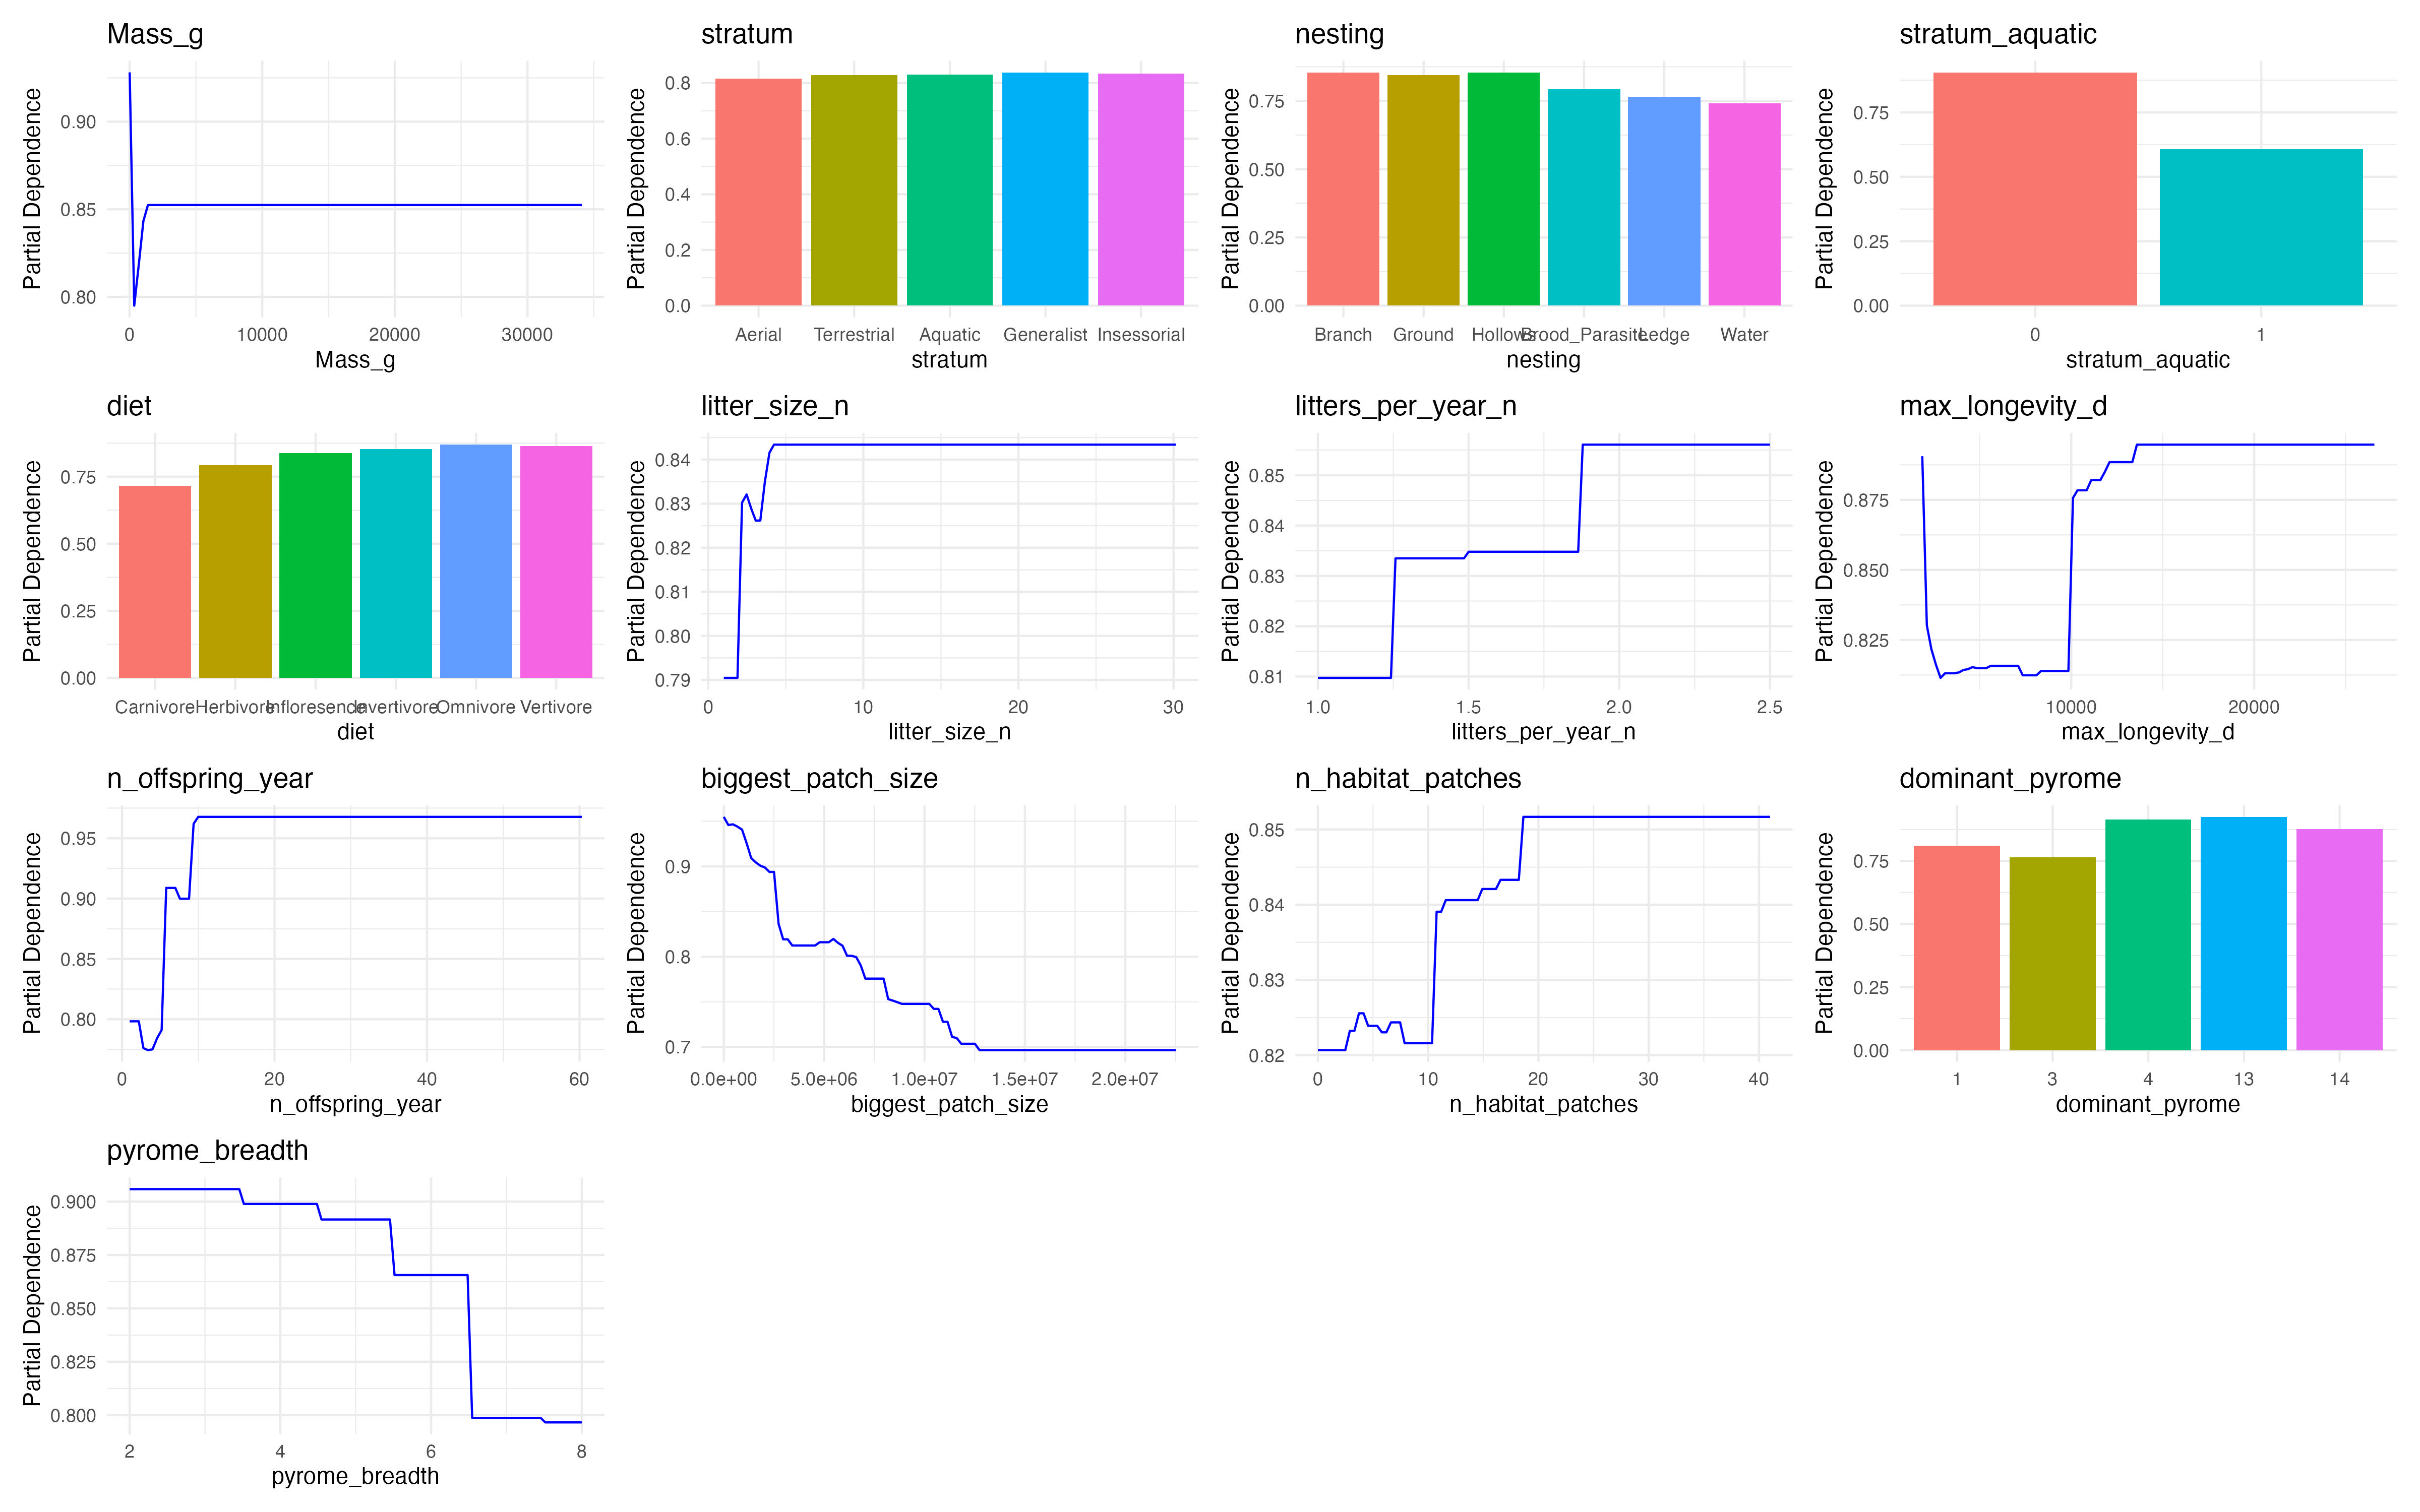 Mass_g
Partial Dependence
0.90
0.85
0.80
0 10000 20000 30000
Mass_g
stratum
Partial Dependence
0.8
0.6
0.4
0.2
0.0
Aerial Terrestrial Aquatic Generalist Insessorial
stratum
nesting
Partial Dependence
0.75
0.50
0.25
0.00
Branch Ground Hollows Brood_Parasite Ledge Water
nesting
stratum_aquatic
Partial Dependence
0.75
0.50
0.25
0.00
0 1
stratum_aquatic
diet
Partial Dependence
0.75
0.50
0.25
0.00
Carnivore Herbivore Infloresence Invertivore Omnivore Vertivore
diet
litter_size_n
Partial Dependence
0.84
0.83
0.82
0.81
0.80
0.79
0 10 20 30
litter_size_n
litters_per_year_n
Partial Dependence
0.85
0.84
0.83
0.82
0.81
1.0 1.5 2.0 2.5
litters_per_year_n
max_longevity_d
Partial Dependence
0.875
0.850
0.825
10000 20000
max_longevity_d
n_offspring_year
Partial Dependence
0.95
0.90
0.85
0.80
0 20 40 60
n_offspring_year
biggest_patch_size
Partial Dependence
0.9
0.8
0.7
0.0e+00 5.0e+06 1.0e+07 1.5e+07 2.0e+07
biggest_patch_size
n_habitat_patches
Partial Dependence
0.85
0.84
0.83
0.82
0 10 20 30 40
n_habitat_patches
dominant_pyrome
Partial Dependence
0.75
0.50
0.25
0.00
1 3 4 13 14
dominant_pyrome
pyrome_breadth
Partial Dependence
0.900
0.875
0.850
0.825
0.800
2 4 6 8
pyrome_breadth